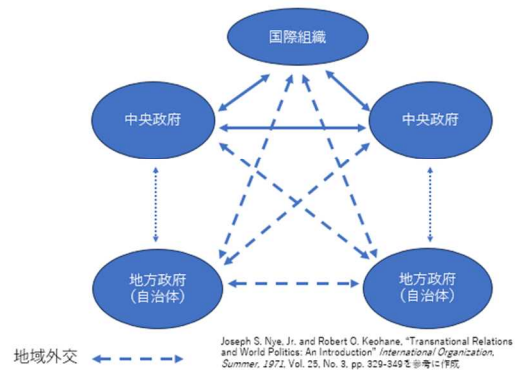 国際組織
中央政府
中央政府
地方政府
（自治体）
地方政府
（自治体）
地域外交
Joseph S. Nye, Jr. and Robert O. Keohane, “Transnational Relations
and World Politics: An Introduction” International Organization,
Summer, 1971, Vol. 25, No. 3, pp. 329-349を参考に作成